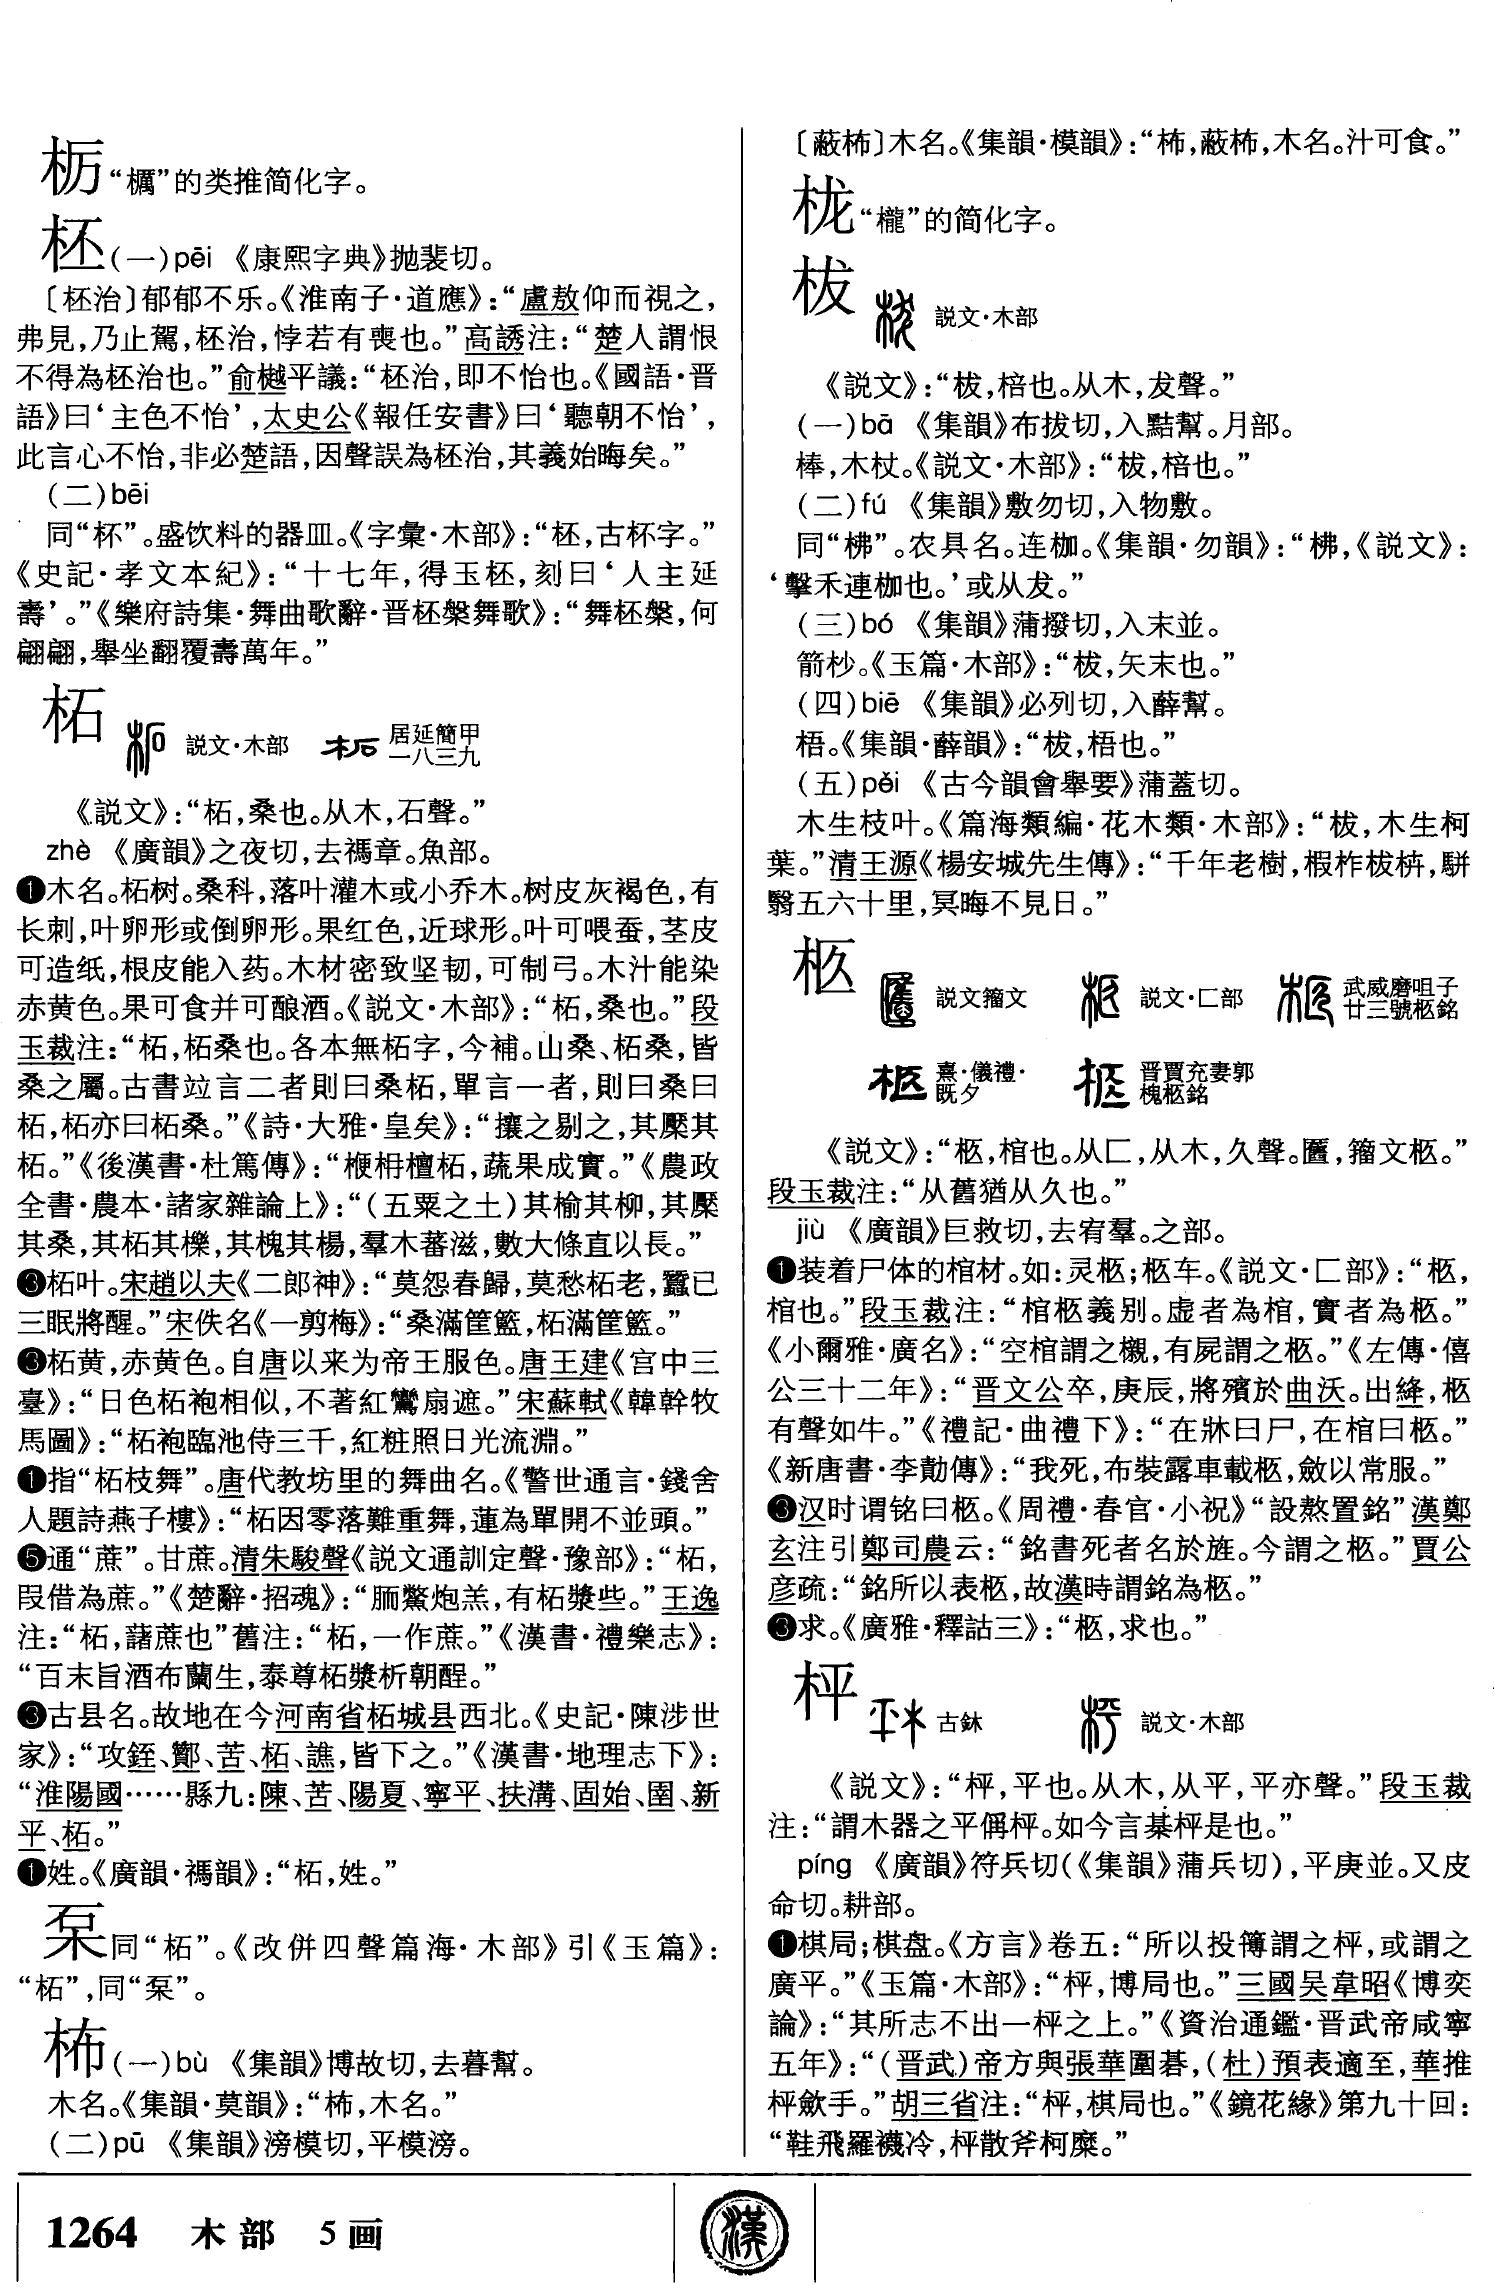 枥“櫪”的类推简化字。
柸(一)pēi 《康熙字典》抛裴切。
〔柸治〕郁郁不乐。《淮南子·道應》：“盧敖仰而視之，
弗見，乃止駕，柸治，悖若有喪也。”高誘注：“楚人謂恨
不得為柸治也。”俞樾平議：“柸治，即不怡也。《國語·晋
語》曰‘主色不怡’，太史公《報任安書》曰‘聽朝不怡’，
此言心不怡，非必楚語，因聲誤為柸治，其義始晦矣。”
(二)bēi
同“杯”。盛饮料的器皿。《字彙·木部》：“柸，古杯字。”
《史記·孝文本紀》：“十七年，得玉柸，刻曰‘人主延
壽’。”《樂府詩集·舞曲歌辭·晋柸槃舞歌》：“舞柸槃，何
翩翩，舉坐翻覆壽萬年。”
柘 説文·木部 居延簡甲一八三九
《説文》：“柘，桑也。从木，石聲。”
zhè 《廣韻》之夜切，去禡章。魚部。
❶木名。柘树。桑科，落叶灌木或小乔木。树皮灰褐色，有
长刺，叶卵形或倒卵形。果红色，近球形。叶可喂蚕，茎皮
可造纸，根皮能入药。木材密致坚韧，可制弓。木汁能染
赤黄色。果可食并可酿酒。《説文·木部》：“柘，桑也。”段
玉裁注：“柘，柘桑也。各本無柘字，今補。山桑、柘桑，皆
桑之屬。古書竝言二者則曰桑柘，單言一者，則曰桑曰
柘，柘亦曰柘桑。”《詩·大雅·皇矣》：“攘之剔之，其檿其
柘。”《後漢書·杜篤傳》：“楩枏檀柘，蔬果成實。”《農政
全書·農本·諸家雜論上》：“(五粟之土)其榆其柳，其檿
其桑，其柘其櫟，其槐其楊，羣木蕃滋，數大條直以長。”
❸柘叶。宋趙以夫《二郎神》：“莫怨春歸，莫愁柘老，蠶已
三眠將醒。”宋佚名《一剪梅》：“桑滿筐籃，柘滿筐籃。”
❸柘黄，赤黄色。自唐以来为帝王服色。唐王建《宫中三
臺》：“日色柘袍相似，不著紅鸞扇遮。”宋蘇軾《韓幹牧
馬圖》：“柘袍臨池侍三千，紅粧照日光流淵。”
❶指“柘枝舞”。唐代教坊里的舞曲名。《警世通言·錢舍
人題詩燕子樓》：“柘因零落難重舞，蓮為單開不並頭。”
❺通“蔗”。甘蔗。清朱駿聲《説文通訓定聲·豫部》：“柘，
叚借為蔗。”《楚辭·招魂》：“胹鱉炮羔，有柘漿些。”王逸
注：“柘，藷蔗也”舊注：“柘，一作蔗。”《漢書·禮樂志》：
“百末旨酒布蘭生，泰尊柘漿析朝酲。”
❸古县名。故地在今河南省柘城县西北。《史記·陳涉世
家》：“攻銍、酇、苦、柘、譙，皆下之。”《漢書·地理志下》：
“淮陽國……縣九：陳、苦、陽夏、寧平、扶溝、固始、圉、新
平、柘。”
❶姓。《廣韻·禡韻》：“柘，姓。”
䂞同“柘”。《改併四聲篇海·木部》引《玉篇》：
“柘”，同“䂞”。
柨(一)bù 《集韻》博故切，去暮幫。
木名。《集韻·莫韻》：“柨，木名。”
(二)pū 《集韻》滂模切，平模滂。
〔蔽柨〕木名。《集韻·模韻》：“柨，蔽柨，木名。汁可食。”
栊“櫳”的简化字。
柭 説文·木部
《説文》：“柭，棓也。从木，犮聲。”
(一)bā 《集韻》布拔切，入黠幫。月部。
棒，木杖。《説文·木部》：“柭，棓也。”
(二)fú 《集韻》敷勿切，入物敷。
同“柫”。农具名。连枷。《集韻·勿韻》：“柫，《説文》：
‘擊禾連枷也。’或从犮。”
(三)bó 《集韻》蒲撥切，入末並。
箭杪。《玉篇·木部》：“柭，矢末也。”
(四)biē 《集韻》必列切，入薛幫。
梧。《集韻·薛韻》：“柭，梧也。”
(五)pěi 《古今韻會舉要》蒲蓋切。
木生枝叶。《篇海類編·花木類·木部》：“柭，木生柯
葉。”清王源《楊安城先生傳》：“千年老樹，椵柞柭栟，駢
翳五六十里，冥晦不見日。”
柩 説文籀文 説文·匚部 武威磨咀子廿三號柩銘
熹·儀禮·既夕 晋賈充妻郭槐柩銘
《説文》：“柩，棺也。从匚，从木，久聲。匶，籀文柩。”
段玉裁注：“从舊猶从久也。”
jiù 《廣韻》巨救切，去宥羣。之部。
❶装着尸体的棺材。如：灵柩；柩车。《説文·匚部》：“柩，
棺也。”段玉裁注：“棺柩義别。虚者為棺，實者為柩。”
《小爾雅·廣名》：“空棺謂之櫬，有屍謂之柩。”《左傳·僖
公三十二年》：“晋文公卒，庚辰，將殯於曲沃。出絳，柩
有聲如牛。”《禮記·曲禮下》：“在牀曰尸，在棺曰柩。”
《新唐書·李勣傳》：“我死，布裝露車載柩，斂以常服。”
❸汉时谓铭曰柩。《周禮·春官·小祝》“設熬置銘”漢鄭
玄注引鄭司農云：“銘書死者名於旌。今謂之柩。”賈公
彦疏：“銘所以表柩，故漢時謂銘為柩。”
❸求。《廣雅·釋詁三》：“柩，求也。”
枰 古鉢 説文·木部
《説文》：“枰，平也。从木，从平，平亦聲。”段玉裁
注：“謂木器之平偁枰。如今言棊枰是也。”
píng 《廣韻》符兵切(《集韻》蒲兵切)，平庚並。又皮
命切。耕部。
❶棋局；棋盘。《方言》卷五：“所以投簙謂之枰，或謂之
廣平。”《玉篇·木部》：“枰，博局也。”三國吴韋昭《博奕
論》：“其所志不出一枰之上。”《資治通鑑·晋武帝咸寧
五年》：“(晋武)帝方與張華圍碁，(杜)預表適至，華推
枰斂手。”胡三省注：“枰，棋局也。”《鏡花緣》第九十回：
“鞋飛羅襪冷，枰散斧柯糜。”
1264 木部 5画
漢